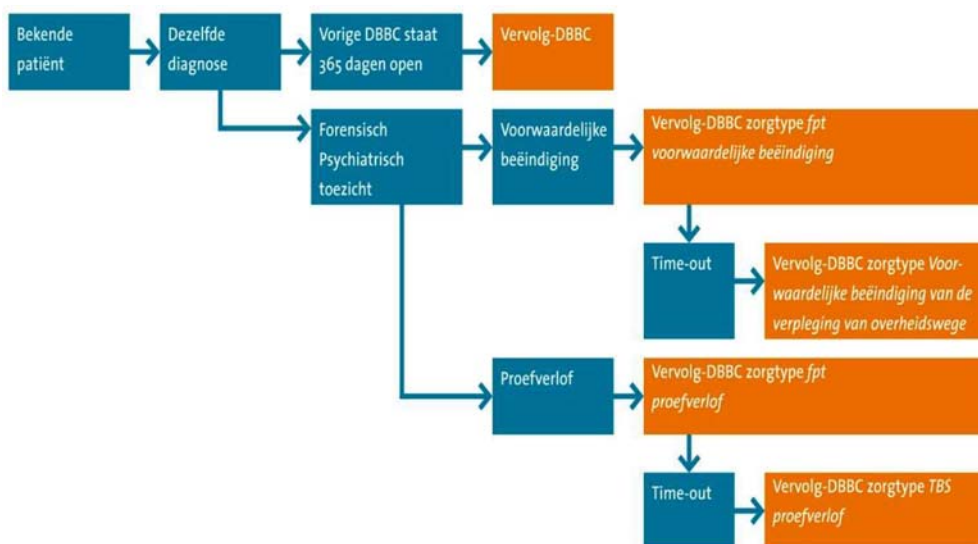 Bekende
patiënt
Dezelfde
diagnose
Vorige DBBC staat
365 dagen open
Vervolg-DBBC
Forensisch
Psychiatrisch
toezicht
Voorwaardelijke
beëindiging
Vervolg-DBBC zorgtype fpt
voorwaardelijke beëindiging
Time-out
Vervolg-DBBC zorgtype Voor-
waardelijke beëindiging van de
verpleging van overheidswege
Proefverlof
Vervolg-DBBC zorgtype fpt
proefverlof
Time-out
Vervolg-DBBC zorgtype TBS
proefverlof